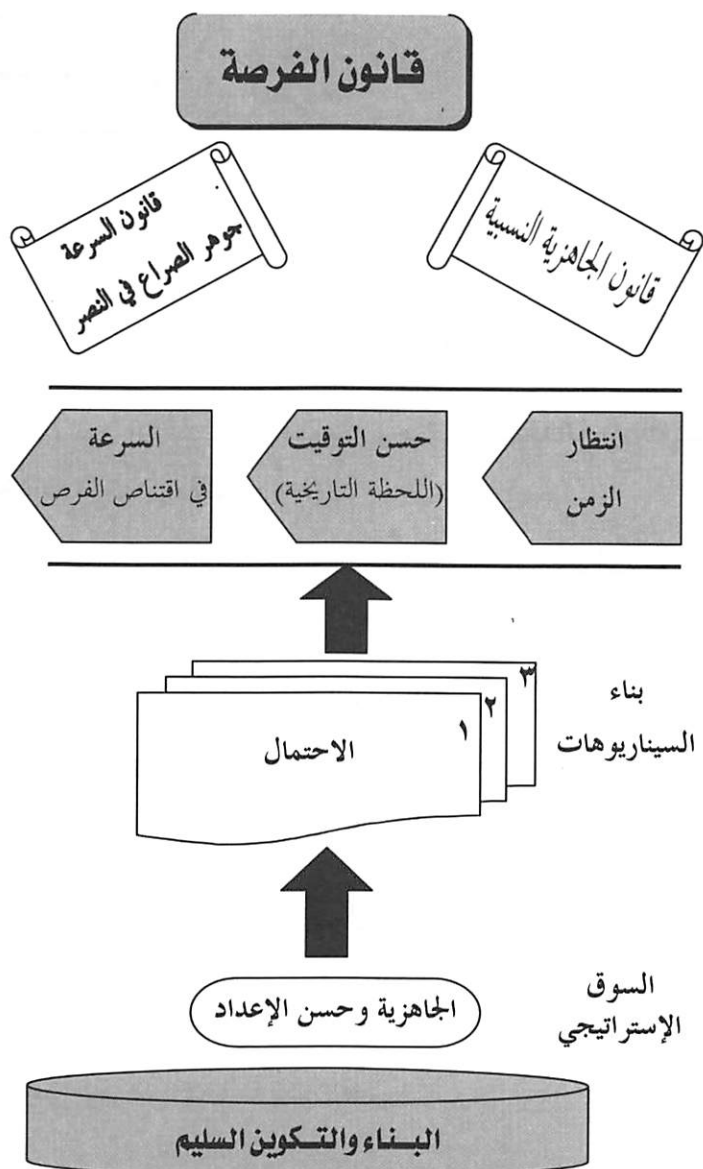 قانون الفرصة
قانون الجاهزية النسبية
قانون السرعة
جوهر الصراع في النصر
انتظار
الزمن
حسن التوقيت
(اللحظة التاريخية)
السرعة
في اقتناص الفرص
بناء
السيناريوهات
١
٢
٣
الاحتمال
السوق
الإستراتيجي
الجاهزية وحسن الإعداد
البناء والتكوين السليم